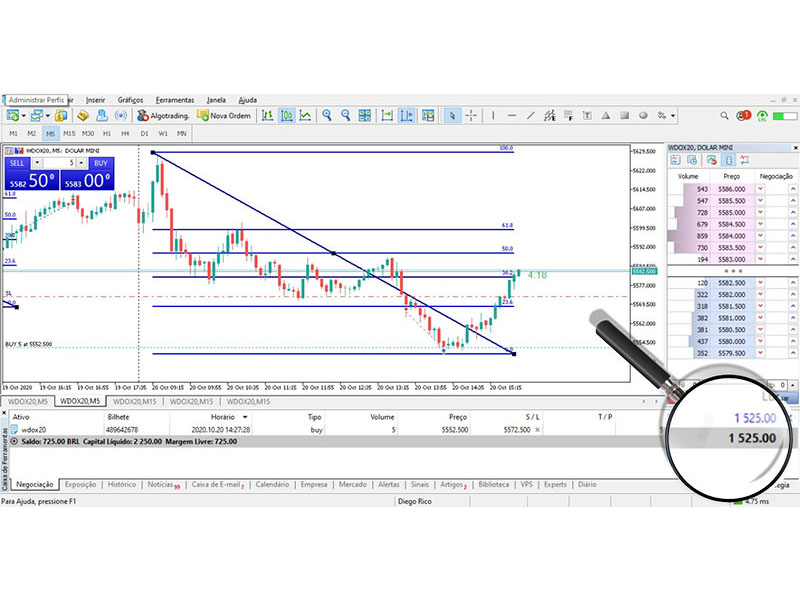 Administrar Perfis
Inserir Gráficos Ferramentas Janela Ajuda
Algotrading. Nova Ordem
M1 M2 M5 M15 M30 H1 H4 D1 W1 MN
WDOX20, M5: DOLAR MINI
SELL 5 BUY
5582 50 0 5583 00 0
61.8
50.0
23.6
SL
BUY 5 at 5552.500
100.0
61.8
50.0
38.2
23.6
4.18
5629.500
5622.000
5614.500
5607.000
5599.500
5592.000
5582.500
5577.000
5569.500
5562.000
5554.500
19 Oct 2020 19 Oct 16:15 19 Oct 16:55 19 Oct 17:35 20 Oct 09:15 20 Oct 09:55 20 Oct 10:35 20 Oct 11:15 20 Oct 11:55 20 Oct 12:35 20 Oct 13:15 20 Oct 13:55 20 Oct 14:35 20 Oct 15:15
WDOX20, DOLAR MINI
Volume Preço Negociação
543 5586.000
547 5585.500
728 5585.000
679 5584.500
859 5584.000
730 5583.500
194 5583.000
120 5582.500
322 5582.000
318 5581.500
382 5581.000
381 5580.500
437 5580.000
352 5579.500
WDOX20,M5 WDOX20,M5 WDOX20,M15 WDOX20,M15 WDOX20,M15
Ativo Bilhete Horário Tipo Volume Preço S / L T / P
wdox20 489642678 2020.10.20 14:27:28 buy 5 5552.500 5572.500
1 525.00
Saldo: 725.00 BRL Capital Líquido: 2 250.00 Margem Livre: 725.00
1 525.00
Caixa de Ferramentas
Negociação Exposição Histórico Notícias 99 Caixa de E-mail 7 Calendário Empresa Mercado Alertas Sinais Artigos 2 Biblioteca VPS Experts Diário
Para Ajuda, pressione F1 Diego Rico 4.75 ms